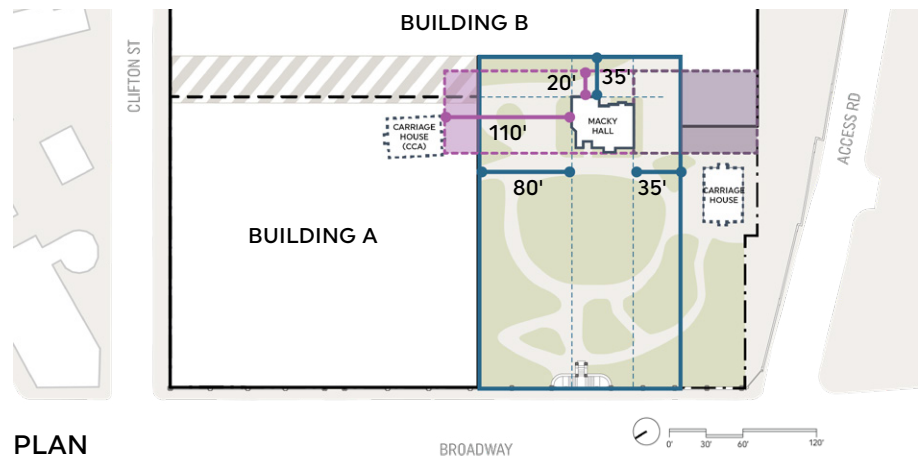 BUILDING B
CLIFTON ST
20'
35'
MACKY
HALL
CARRIAGE
HOUSE
(CCA)
110'
ACCESS RD
80'
35'
CARRIAGE
HOUSE
BUILDING A
PLAN
BROADWAY
0'
30'
60'
120'